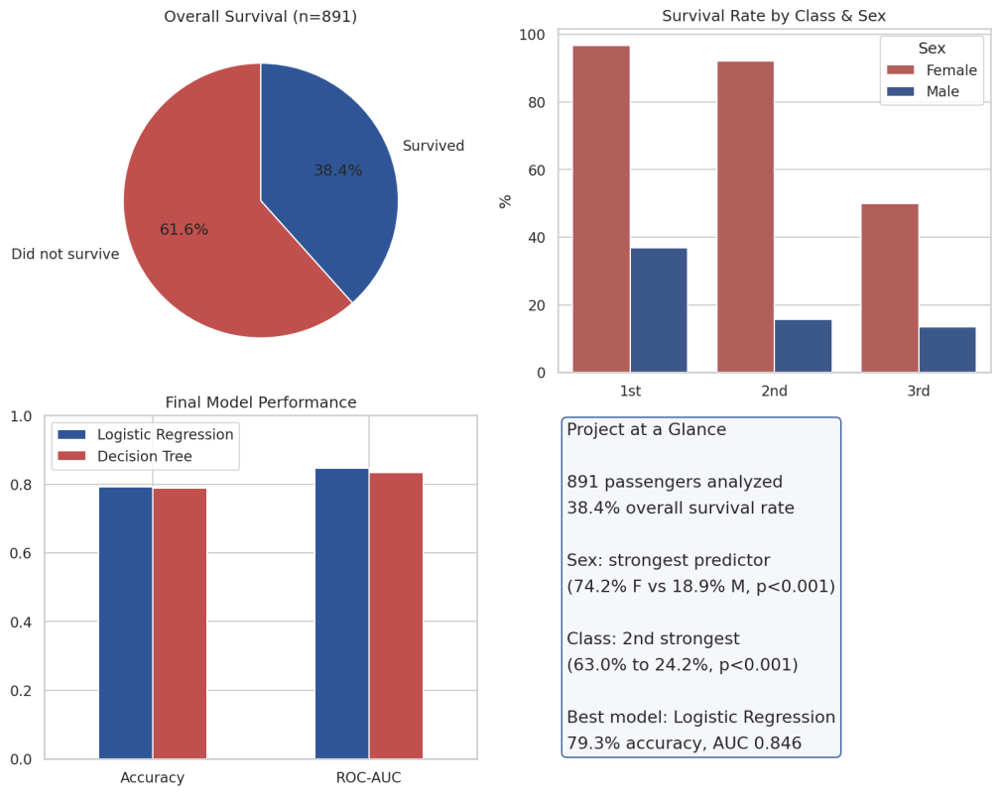 Overall Survival (n=891)
Survived
38.4%
61.6%
Did not survive
Survival Rate by Class & Sex
%
100
80
60
40
20
0
Sex
Female
Male
1st
2nd
3rd
Final Model Performance
1.0
0.8
0.6
0.4
0.2
0.0
Logistic Regression
Decision Tree
Accuracy
ROC-AUC
Project at a Glance
891 passengers analyzed
38.4% overall survival rate
Sex: strongest predictor
(74.2% F vs 18.9% M, p<0.001)
Class: 2nd strongest
(63.0% to 24.2%, p<0.001)
Best model: Logistic Regression
79.3% accuracy, AUC 0.846